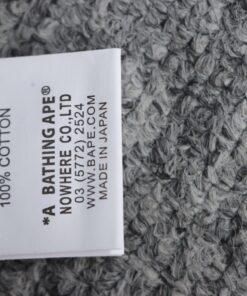 100% COTTON
*A BATHING APE®
NOWHERE CO.,LTD
03 (5772) 2524
WWW.BAPE.COM
MADE IN JAPAN